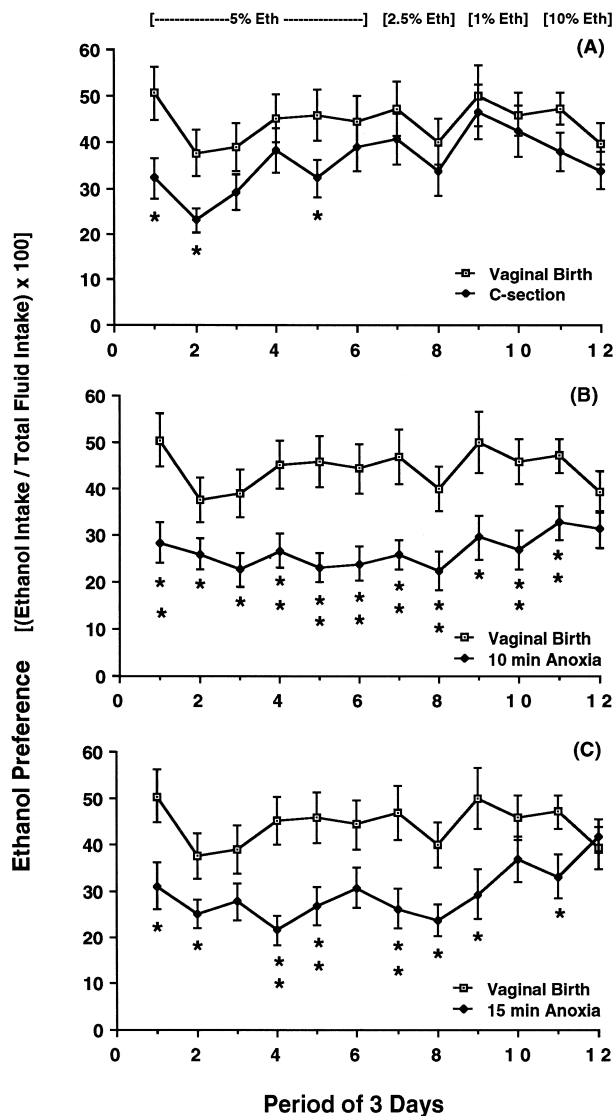 [----------------5% Eth ----------------] [2.5% Eth] [1% Eth] [10% Eth]
(A)
60
50
40
30
20
10
0
* * *
Vaginal Birth
C-section
0 2 4 6 8 10 12
(B)
60
50
40
30
20
10
0
* * * * * * * * * * *
* * * * * * *
Vaginal Birth
10 min Anoxia
0 2 4 6 8 10 12
(C)
60
50
40
30
20
10
0
* * * * * * * *
* * *
Vaginal Birth
15 min Anoxia
0 2 4 6 8 10 12
Ethanol Preference [(Ethanol Intake / Total Fluid Intake) x 100]
Period of 3 Days